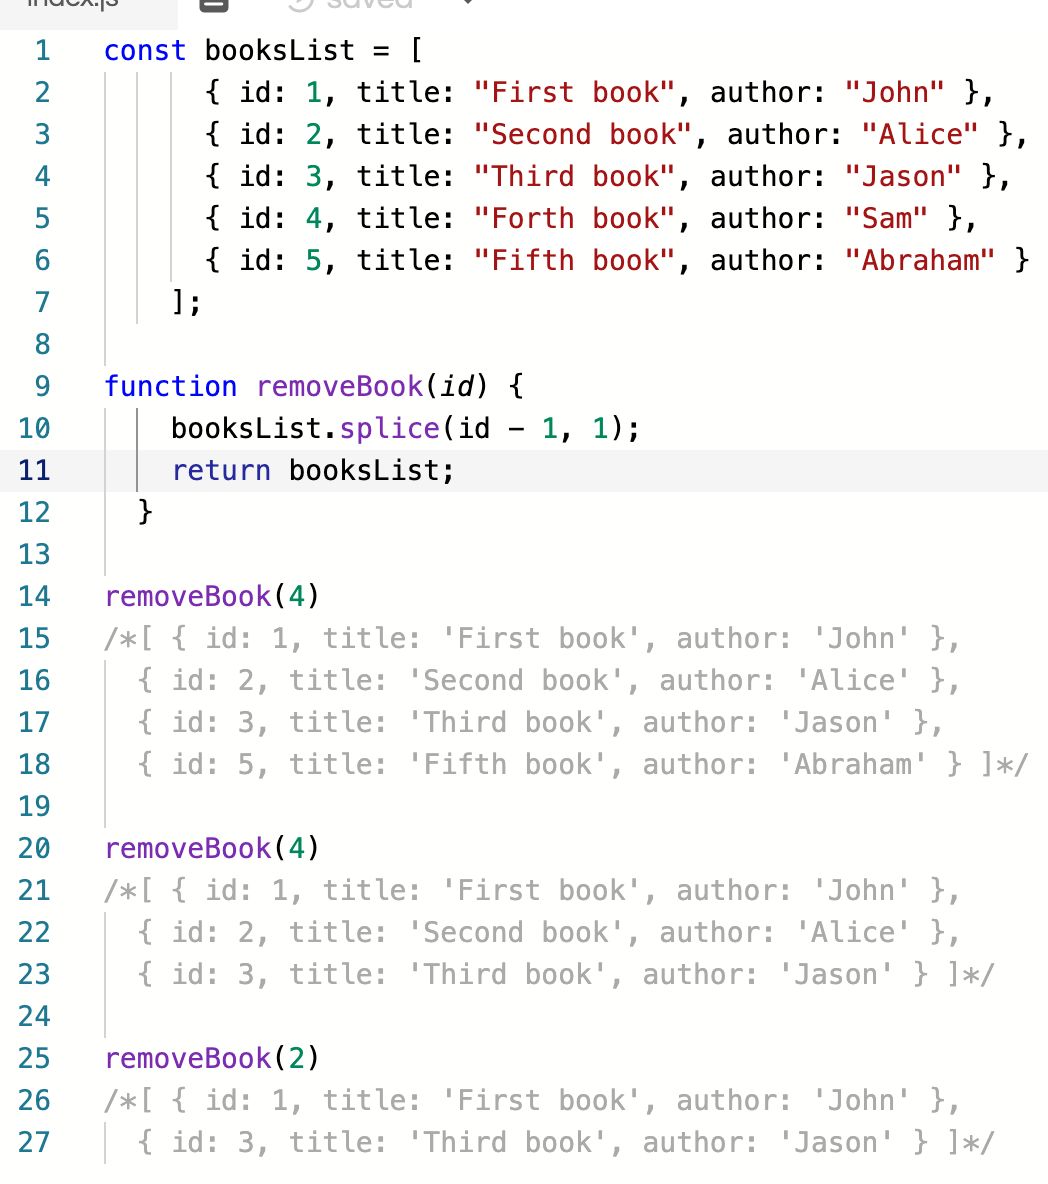 index.js saved
1 const booksList = [
2 { id: 1, title: "First book", author: "John" },
3 { id: 2, title: "Second book", author: "Alice" },
4 { id: 3, title: "Third book", author: "Jason" },
5 { id: 4, title: "Forth book", author: "Sam" },
6 { id: 5, title: "Fifth book", author: "Abraham" }
7 ];
8
9 function removeBook(id) {
10 booksList.splice(id − 1, 1);
11 return booksList;
12 }
13
14 removeBook(4)
15 /*[ { id: 1, title: 'First book', author: 'John' },
16 { id: 2, title: 'Second book', author: 'Alice' },
17 { id: 3, title: 'Third book', author: 'Jason' },
18 { id: 5, title: 'Fifth book', author: 'Abraham' } ]*/
19
20 removeBook(4)
21 /*[ { id: 1, title: 'First book', author: 'John' },
22 { id: 2, title: 'Second book', author: 'Alice' },
23 { id: 3, title: 'Third book', author: 'Jason' } ]*/
24
25 removeBook(2)
26 /*[ { id: 1, title: 'First book', author: 'John' },
27 { id: 3, title: 'Third book', author: 'Jason' } ]*/